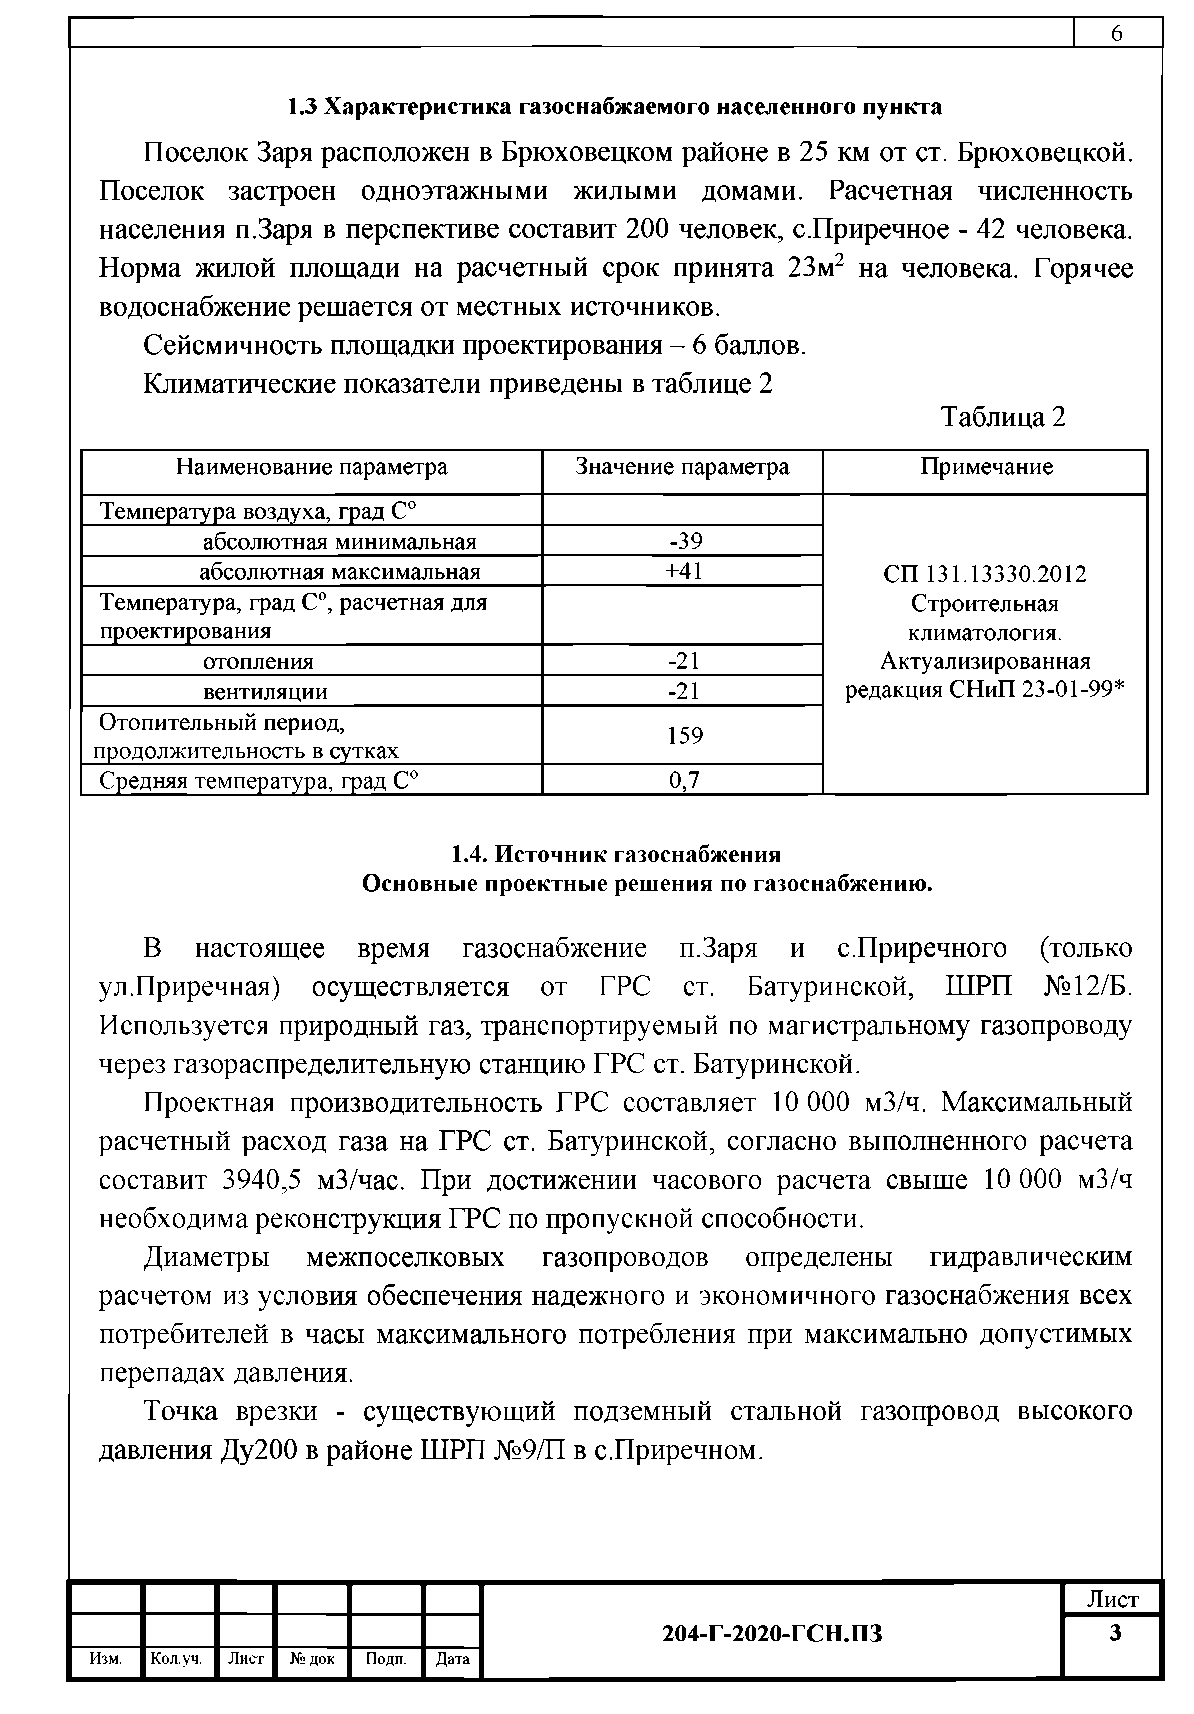 6
1.3 Характеристика газоснабжаемого населенного пункта
Поселок Заря расположен в Брюховецком районе в 25 км от ст. Брюховецкой.
Поселок застроен одноэтажными жилыми домами. Расчетная численность
населения п.Заря в перспективе составит 200 человек, с.Приречное - 42 человека.
Норма жилой площади на расчетный срок принята 23м² на человека. Горячее
водоснабжение решается от местных источников.
Сейсмичность площадки проектирования – 6 баллов.
Климатические показатели приведены в таблице 2
Таблица 2
Наименование параметра Значение параметра Примечание
Температура воздуха, град Сº
абсолютная минимальная -39
абсолютная максимальная +41
Температура, град Сº, расчетная для
проектирования
отопления -21
вентиляции -21
Отопительный период,
продолжительность в сутках 159
Средняя температура, град Сº 0,7
СП 131.13330.2012
Строительная
климатология.
Актуализированная
редакция СНиП 23-01-99*
1.4. Источник газоснабжения
Основные проектные решения по газоснабжению.
В настоящее время газоснабжение п.Заря и с.Приречного (только
ул.Приречная) осуществляется от ГРС ст. Батуринской, ШРП №12/Б.
Используется природный газ, транспортируемый по магистральному газопроводу
через газораспределительную станцию ГРС ст. Батуринской.
Проектная производительность ГРС составляет 10 000 м3/ч. Максимальный
расчетный расход газа на ГРС ст. Батуринской, согласно выполненного расчета
составит 3940,5 м3/час. При достижении часового расчета свыше 10 000 м3/ч
необходима реконструкция ГРС по пропускной способности.
Диаметры межпоселковых газопроводов определены гидравлическим
расчетом из условия обеспечения надежного и экономичного газоснабжения всех
потребителей в часы максимального потребления при максимально допустимых
перепадах давления.
Точка врезки - существующий подземный стальной газопровод высокого
давления Ду200 в районе ШРП №9/П в с.Приречном.
Изм. Кол.уч. Лист № док Подп. Дата
204-Г-2020-ГСН.ПЗ
Лист
3